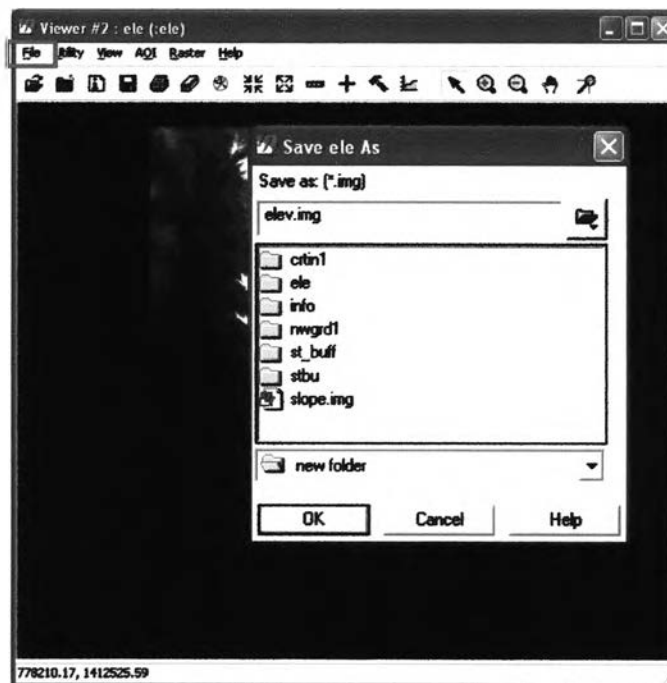 Viewer #2 : ele (:ele)
File Utility View AOI Raster Help
Save ele As
Save as: (*.img)
elev.img
crtin1
ele
info
nwgrd1
st_buff
stbu
slope.img
new folder
OK Cancel Help
778210.17, 1412525.59